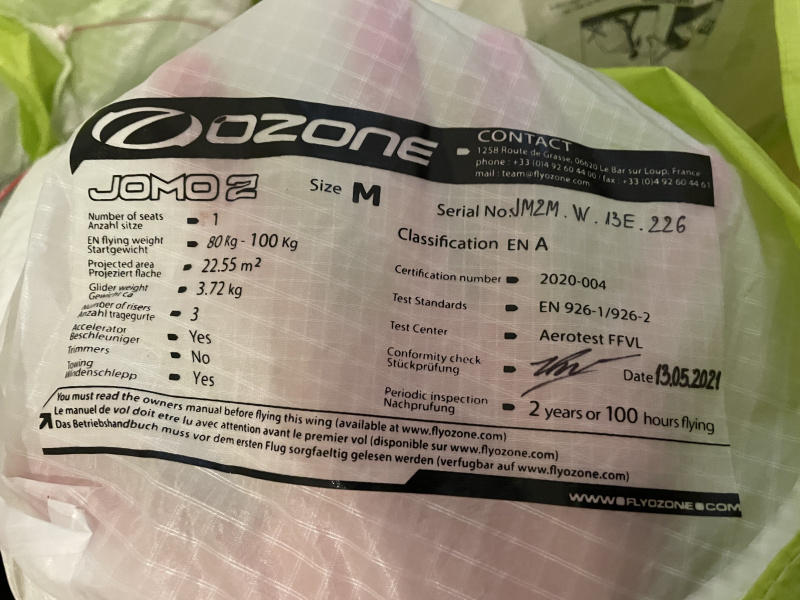 OZONE
CONTACT
1258 Route de Grasse, 06620 Le Bar sur Loup, France
phone : +33 (0)4 92 60 44 00 / fax : +33 (0)4 92 60 44 61
mail : team@flyozone.com
JOMO 2
Size M
Serial No: JM2M . W . 13E . 226
Classification EN A
Number of seats 1
Anzahl sitze
EN flying weight 80 Kg - 100 Kg
Startgewicht
Projected area 22.55 m²
Projeziert flache
Glider weight 3.72 kg
Gewicht ca
Number of risers 3
Anzahl tragegurte
Accelerator Yes
Beschleuniger
Trimmers No
Towing Yes
Windenschlepp
Certification number 2020-004
Test Standards EN 926-1/926-2
Test Center Aerotest FFVL
Conformity check Date 13.05.2021
Stückprüfung
Periodic inspection 2 years or 100 hours flying
Nachprufung
You must read the owners manual before flying this wing (available at www.flyozone.com)
Le manuel de vol doit etre lu avec attention avant le premier vol (disponible sur www.flyozone.com)
Das Betriebshandbuch muss vor dem ersten Flug sorgfaeltig gelesen werden (verfugbar auf www.flyozone.com)
WWW.FLYOZONE.COM